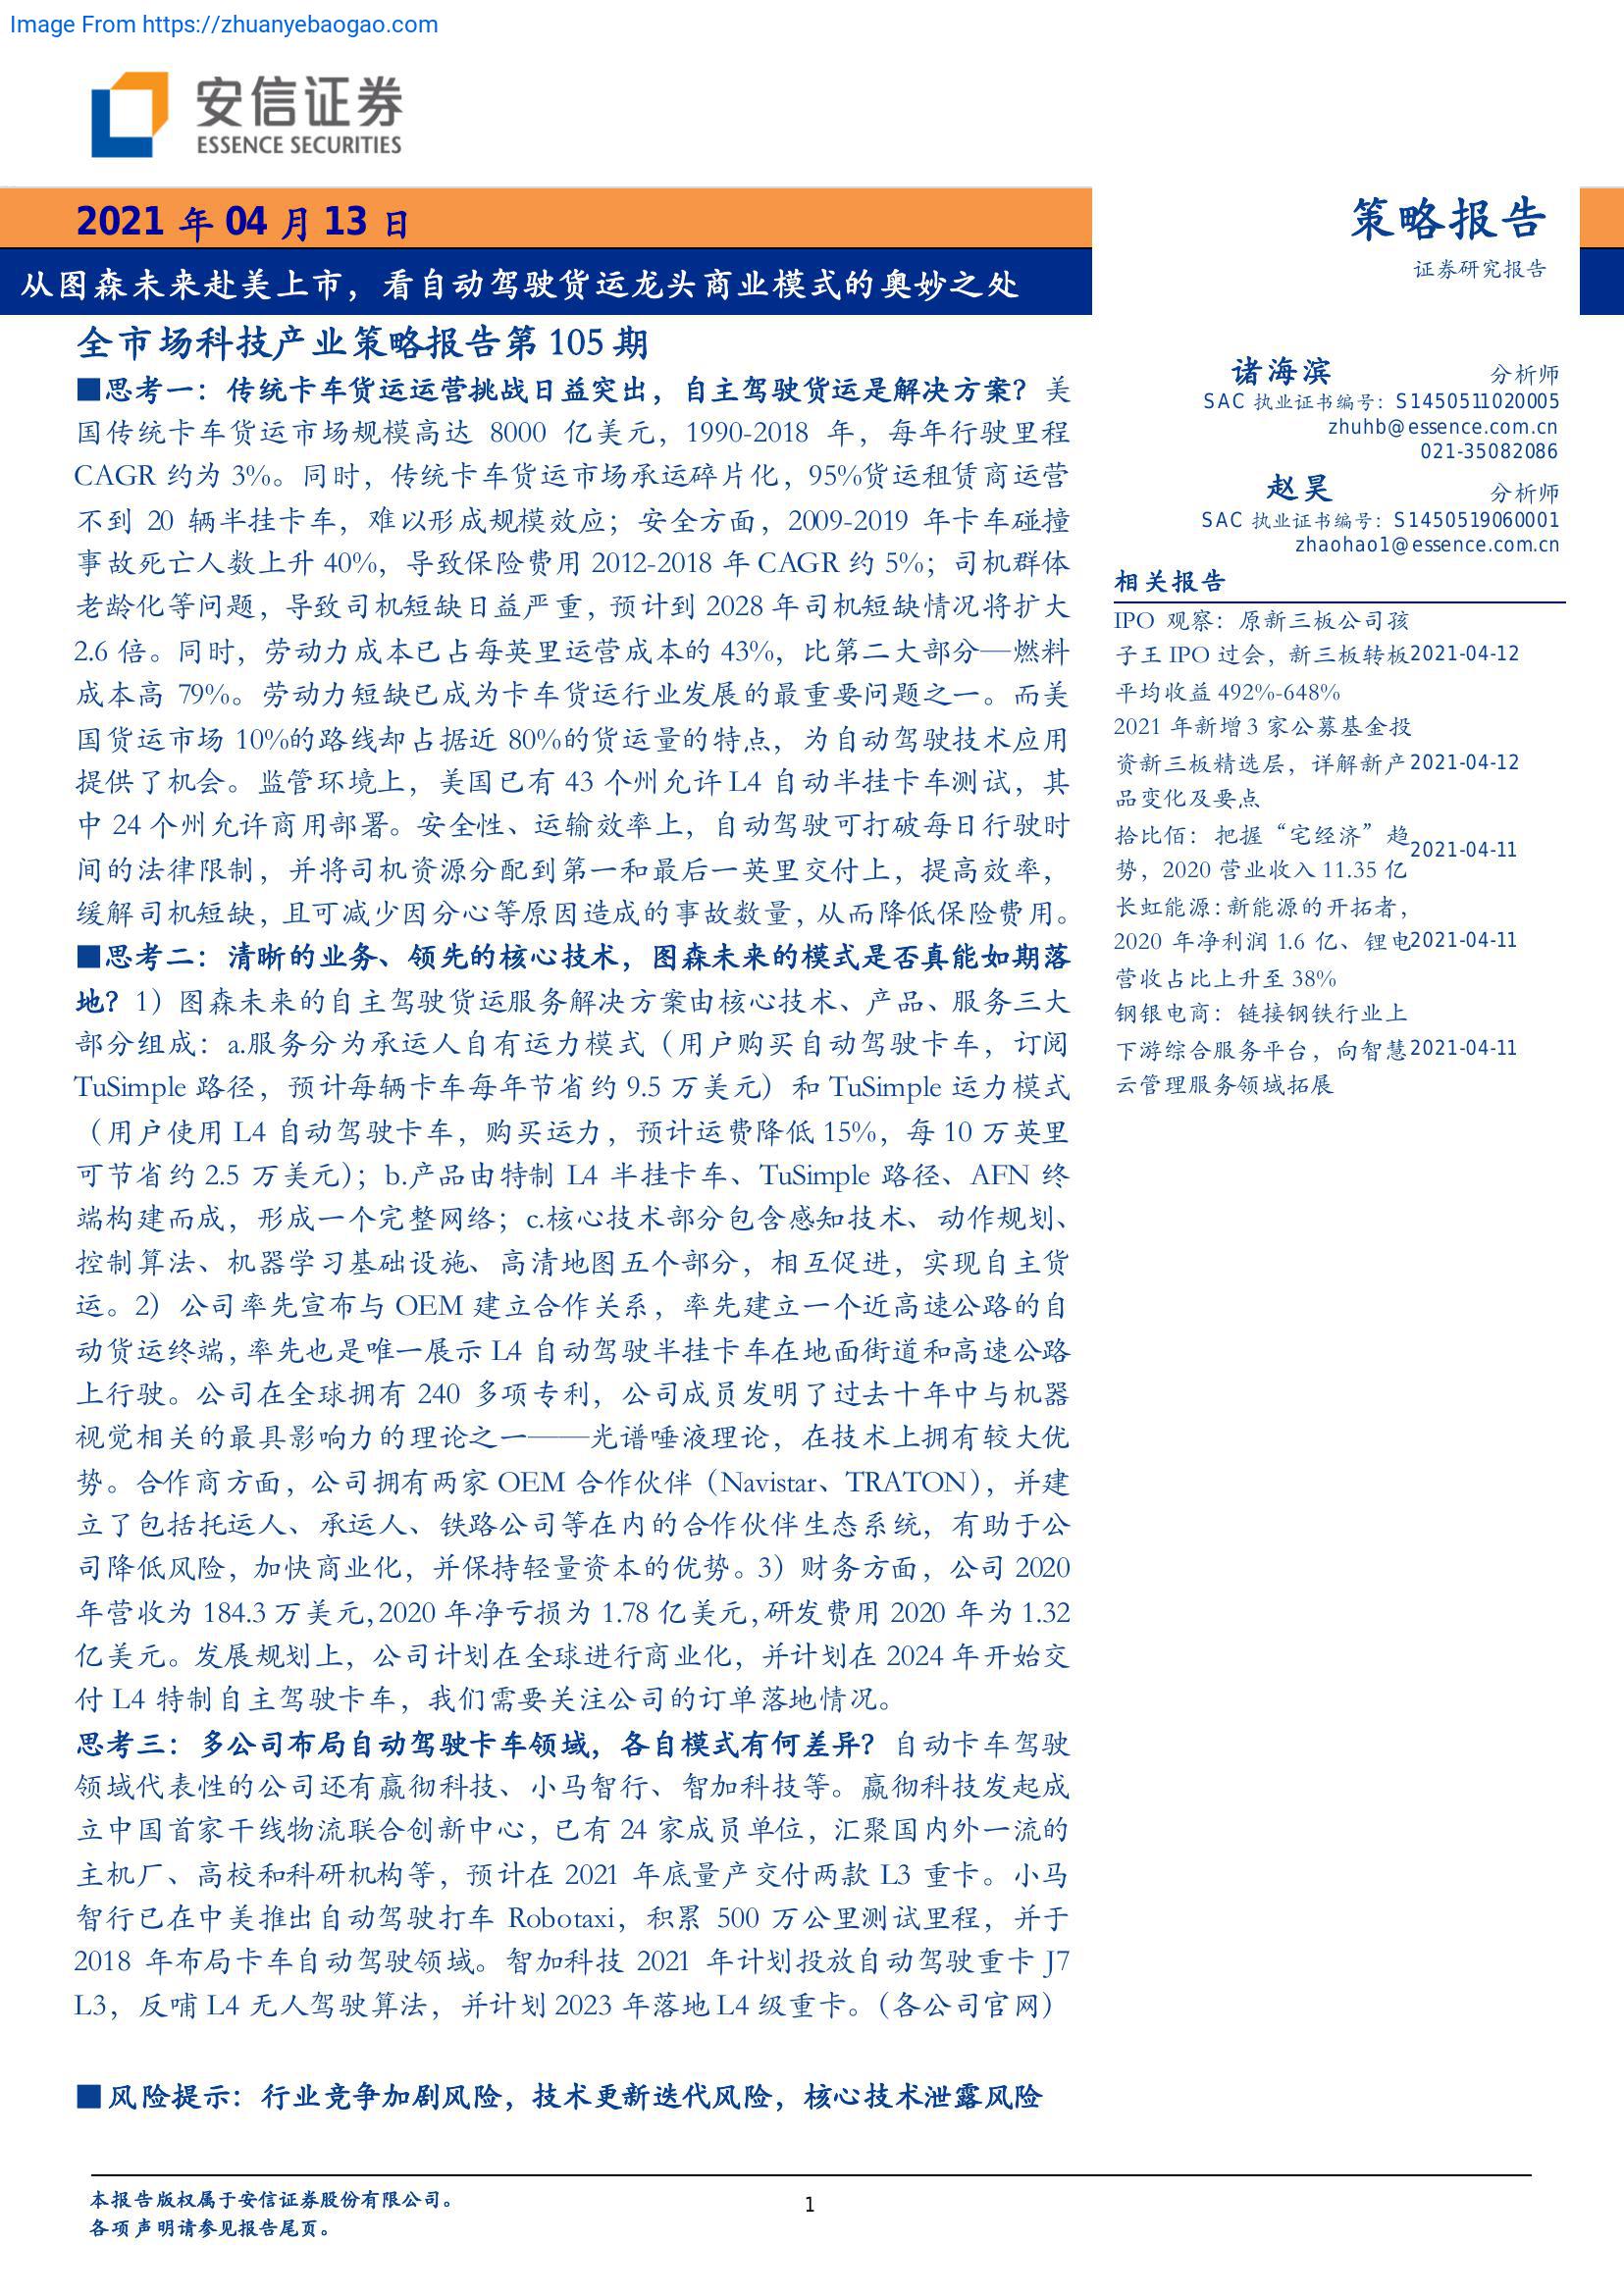 Image From https://zhuanyebaogao.com
安信证券
ESSENCE SECURITIES
2021 年 04 月 13 日
从图森未来赴美上市，看自动驾驶货运龙头商业模式的奥妙之处
策略报告
证券研究报告
全市场科技产业策略报告第 105 期
■思考一：传统卡车货运运营挑战日益突出，自主驾驶货运是解决方案？美
国传统卡车货运市场规模高达 8000 亿美元，1990-2018 年，每年行驶里程
CAGR 约为 3%。同时，传统卡车货运市场承运碎片化，95%货运租赁商运营
不到 20 辆半挂卡车，难以形成规模效应；安全方面，2009-2019 年卡车碰撞
事故死亡人数上升 40%，导致保险费用 2012-2018 年 CAGR 约 5%；司机群体
老龄化等问题，导致司机短缺日益严重，预计到 2028 年司机短缺情况将扩大
2.6 倍。同时，劳动力成本已占每英里运营成本的 43%，比第二大部分—燃料
成本高 79%。劳动力短缺已成为卡车货运行业发展的最重要问题之一。而美
国货运市场 10%的路线却占据近 80%的货运量的特点，为自动驾驶技术应用
提供了机会。监管环境上，美国已有 43 个州允许 L4 自动半挂卡车测试，其
中 24 个州允许商用部署。安全性、运输效率上，自动驾驶可打破每日行驶时
间的法律限制，并将司机资源分配到第一和最后一英里交付上，提高效率，
缓解司机短缺，且可减少因分心等原因造成的事故数量，从而降低保险费用。
■思考二：清晰的业务、领先的核心技术，图森未来的模式是否真能如期落
地？1）图森未来的自主驾驶货运服务解决方案由核心技术、产品、服务三大
部分组成：a.服务分为承运人自有运力模式（用户购买自动驾驶卡车，订阅
TuSimple 路径，预计每辆卡车每年节省约 9.5 万美元）和 TuSimple 运力模式
（用户使用 L4 自动驾驶卡车，购买运力，预计运费降低 15%，每 10 万英里
可节省约 2.5 万美元）；b.产品由特制 L4 半挂卡车、TuSimple 路径、AFN 终
端构建而成，形成一个完整网络；c.核心技术部分包含感知技术、动作规划、
控制算法、机器学习基础设施、高清地图五个部分，相互促进，实现自主货
运。2）公司率先宣布与 OEM 建立合作关系，率先建立一个近高速公路的自
动货运终端，率先也是唯一展示 L4 自动驾驶半挂卡车在地面街道和高速公路
上行驶。公司在全球拥有 240 多项专利，公司成员发明了过去十年中与机器
视觉相关的最具影响力的理论之一——光谱唾液理论，在技术上拥有较大优
势。合作商方面，公司拥有两家 OEM 合作伙伴（Navistar、TRATON），并建
立了包括托运人、承运人、铁路公司等在内的合作伙伴生态系统，有助于公
司降低风险，加快商业化，并保持轻量资本的优势。3）财务方面，公司 2020
年营收为 184.3 万美元，2020 年净亏损为 1.78 亿美元，研发费用 2020 年为 1.32
亿美元。发展规划上，公司计划在全球进行商业化，并计划在 2024 年开始交
付 L4 特制自主驾驶卡车，我们需要关注公司的订单落地情况。
思考三：多公司布局自动驾驶卡车领域，各自模式有何差异？自动卡车驾驶
领域代表性的公司还有嬴彻科技、小马智行、智加科技等。嬴彻科技发起成
立中国首家干线物流联合创新中心，已有 24 家成员单位，汇聚国内外一流的
主机厂、高校和科研机构等，预计在 2021 年底量产交付两款 L3 重卡。小马
智行已在中美推出自动驾驶打车 Robotaxi，积累 500 万公里测试里程，并于
2018 年布局卡车自动驾驶领域。智加科技 2021 年计划投放自动驾驶重卡 J7
L3，反哺 L4 无人驾驶算法，并计划 2023 年落地 L4 级重卡。（各公司官网）
■风险提示：行业竞争加剧风险，技术更新迭代风险，核心技术泄露风险
诸海滨 分析师
SAC 执业证书编号：S1450511020005
zhuhb@essence.com.cn
021-35082086
赵昊 分析师
SAC 执业证书编号：S1450519060001
zhaohao1@essence.com.cn
相关报告
IPO 观察：原新三板公司孩
子王 IPO 过会，新三板转板 2021-04-12
平均收益 492%-648%
2021 年新增 3 家公募基金投
资新三板精选层，详解新产 2021-04-12
品变化及要点
拾比佰：把握“宅经济”趋
势，2020 营业收入 11.35 亿 2021-04-11
长虹能源：新能源的开拓者，
2020 年净利润 1.6 亿、锂电 2021-04-11
营收占比上升至 38%
钢银电商：链接钢铁行业上
下游综合服务平台，向智慧 2021-04-11
云管理服务领域拓展
本报告版权属于安信证券股份有限公司。
各项声明请参见报告尾页。
1